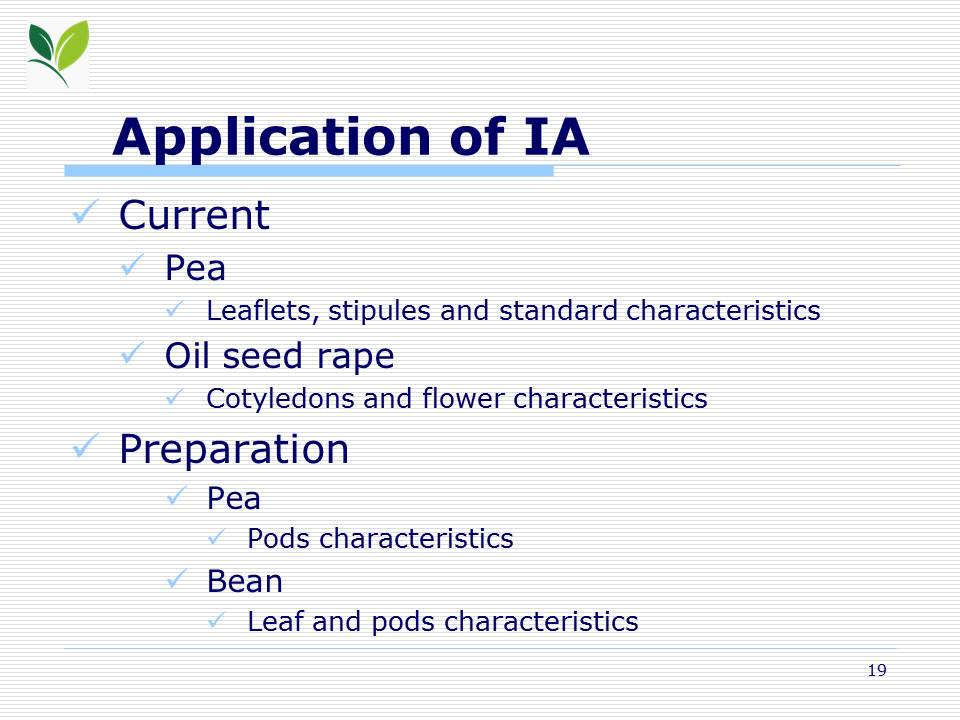 Application of IA
Current
Pea
Leaflets, stipules and standard characteristics
Oil seed rape
Cotyledons and flower characteristics
Preparation
Pea
Pods characteristics
Bean
Leaf and pods characteristics
19